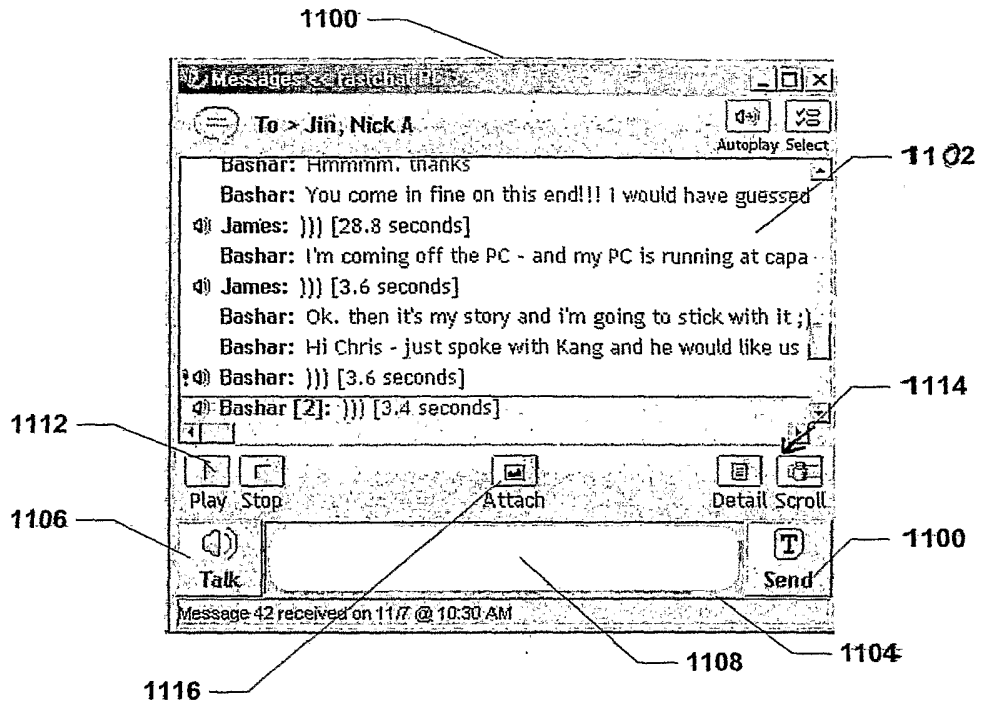 1100
Messages << fastchat PC
To > Jin, Nick A
Autoplay Select
1102
Bashar: Hmmmm. thanks
Bashar: You come in fine on this end!!! I would have guessed
James: ))) [28.8 seconds]
Bashar: I'm coming off the PC - and my PC is running at capa
James: ))) [3.6 seconds]
Bashar: Ok. then it's my story and i'm going to stick with it ;)
Bashar: Hi Chris - just spoke with Kang and he would like us
! Bashar: ))) [3.6 seconds]
Bashar [2]: ))) [3.4 seconds]
1114
1112
Play Stop Attach Detail Scroll
1106
Talk
T
Send
1100
Message 42 received on 11/7 @ 10:30 AM
1108
1104
1116